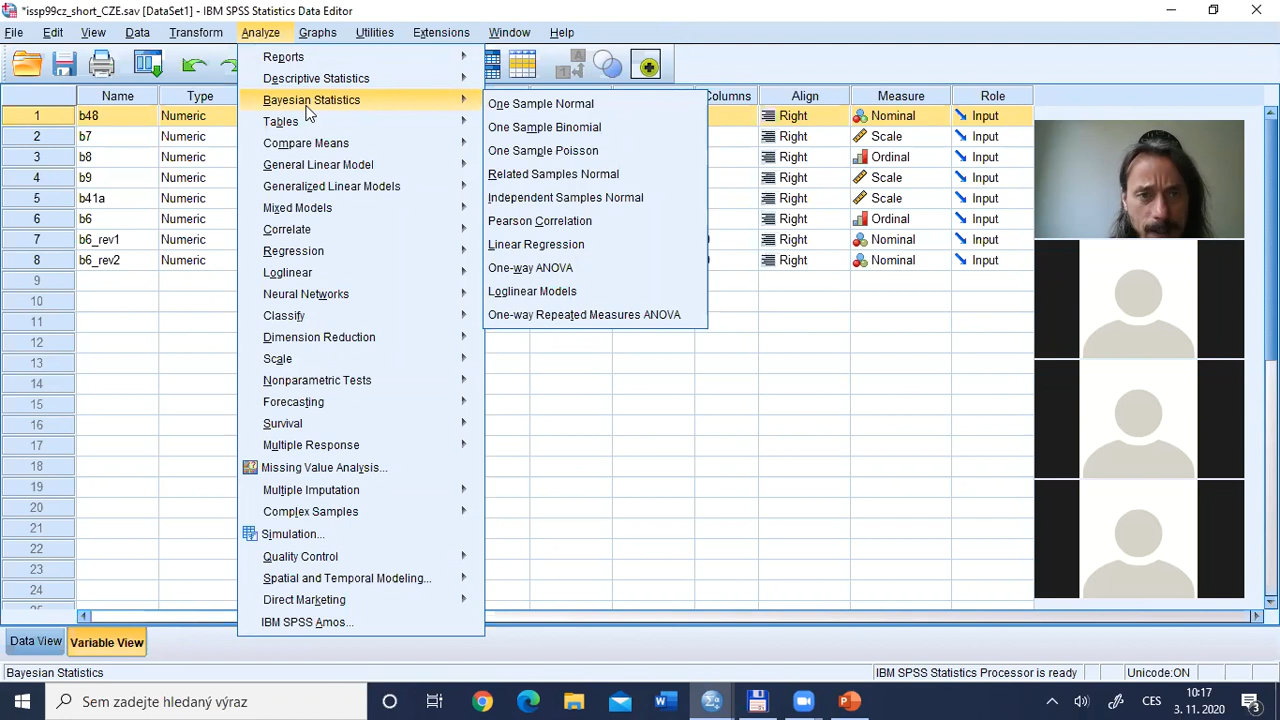 *issp99cz_short_CZE.sav [DataSet1] - IBM SPSS Statistics Data Editor
File Edit View Data Transform Analyze Graphs Utilities Extensions Window Help
Name Type Columns Align Measure Role
1 b48 Numeric Right Nominal Input
2 b7 Numeric Right Scale Input
3 b8 Numeric Right Ordinal Input
4 b9 Numeric Right Scale Input
5 b41a Numeric Right Scale Input
6 b6 Numeric Right Ordinal Input
7 b6_rev1 Numeric Right Nominal Input
8 b6_rev2 Numeric Right Nominal Input
9
10
11
12
13
14
15
16
17
18
19
20
21
22
23
24
Reports
Descriptive Statistics
Bayesian Statistics
Tables
Compare Means
General Linear Model
Generalized Linear Models
Mixed Models
Correlate
Regression
Loglinear
Neural Networks
Classify
Dimension Reduction
Scale
Nonparametric Tests
Forecasting
Survival
Multiple Response
Missing Value Analysis...
Multiple Imputation
Complex Samples
Simulation...
Quality Control
Spatial and Temporal Modeling...
Direct Marketing
IBM SPSS Amos...
One Sample Normal
One Sample Binomial
One Sample Poisson
Related Samples Normal
Independent Samples Normal
Pearson Correlation
Linear Regression
One-way ANOVA
Loglinear Models
One-way Repeated Measures ANOVA
Data View Variable View
Bayesian Statistics IBM SPSS Statistics Processor is ready Unicode:ON
Sem zadejte hledaný výraz CES 10:17
3. 11. 2020 3